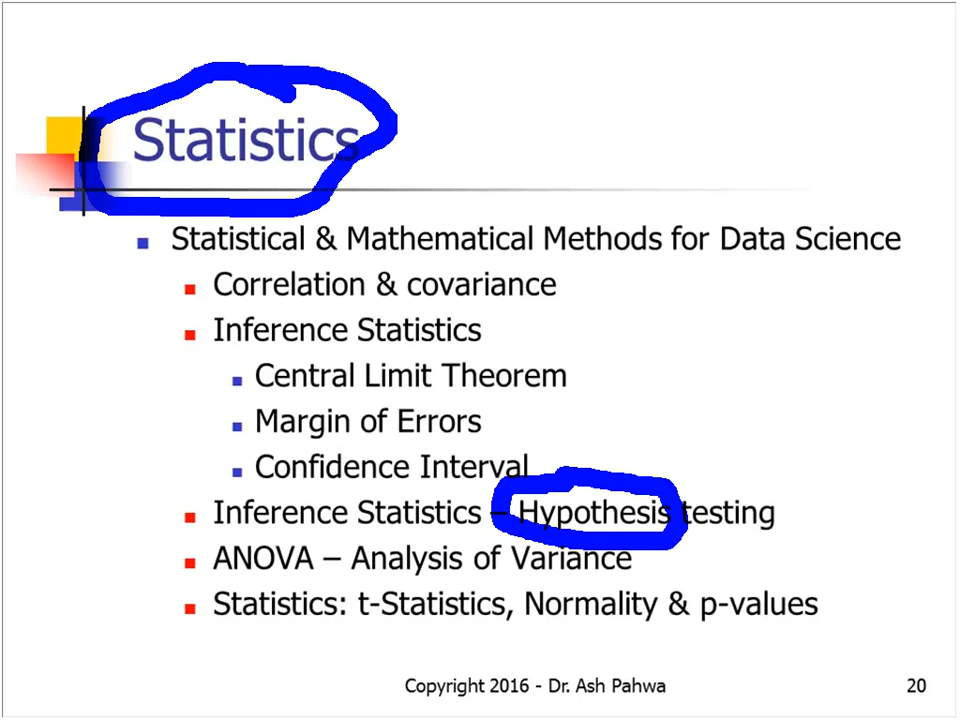 Statistics
Statistical & Mathematical Methods for Data Science
Correlation & covariance
Inference Statistics
Central Limit Theorem
Margin of Errors
Confidence Interval
Inference Statistics – Hypothesis testing
ANOVA – Analysis of Variance
Statistics: t-Statistics, Normality & p-values
Copyright 2016 - Dr. Ash Pahwa
20